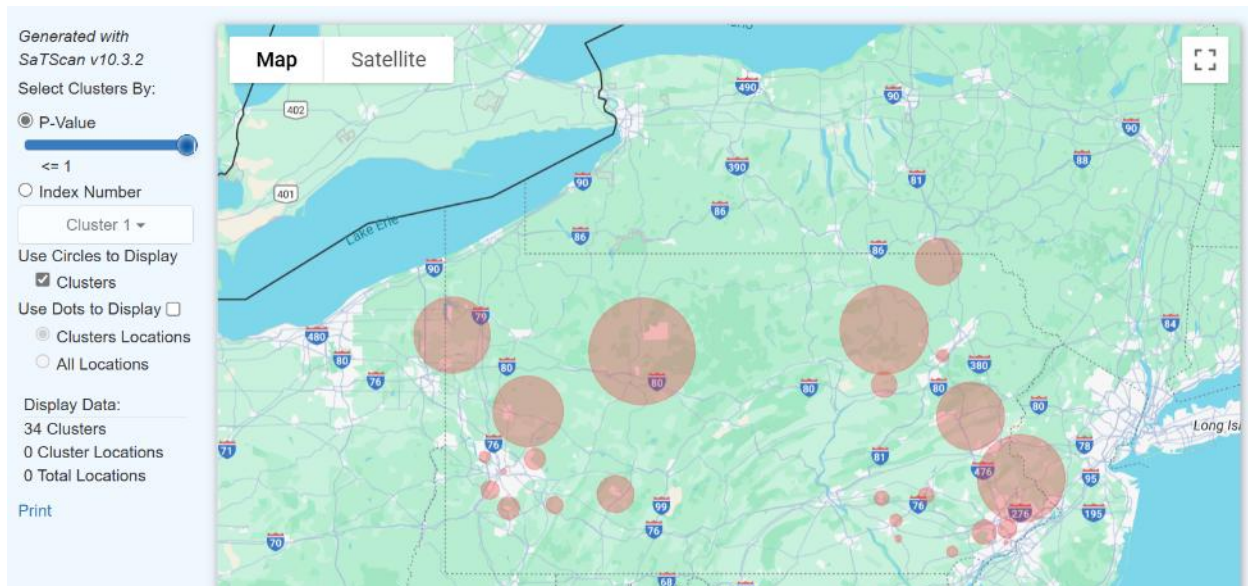 Generated with
SaTScan v10.3.2
Select Clusters By:
P-Value
<= 1
Index Number
Cluster 1
Use Circles to Display
Clusters
Use Dots to Display
Clusters Locations
All Locations
Display Data:
34 Clusters
0 Cluster Locations
0 Total Locations
Print
Map Satellite
402
490
90
90
401
390
88
90
81
86
Lake Erie
86
86
90
79
84
480
80
80
380
76
80
80
80
80
71
76
81
78
Long Isl
476
95
99
76
276
195
76
70
68